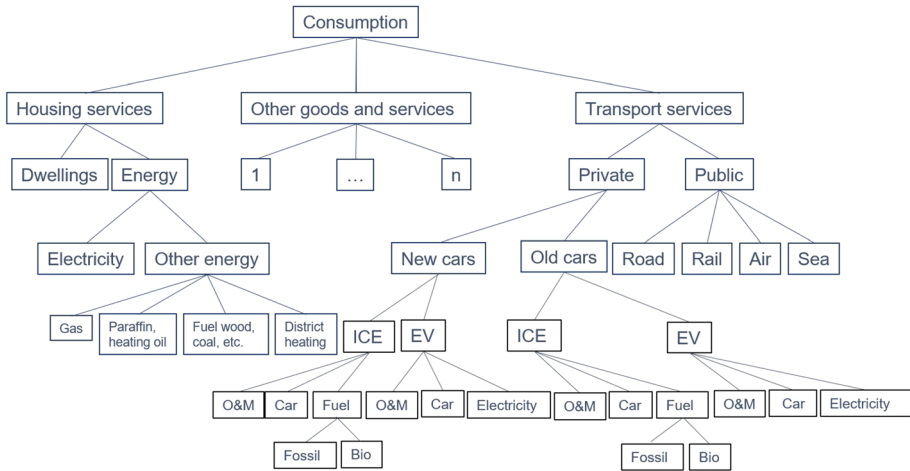 Consumption
Housing services
Other goods and services
Transport services
Dwellings
Energy
1
...
n
Private
Public
Electricity
Other energy
New cars
Old cars
Road
Rail
Air
Sea
Gas
Paraffin,
heating oil
Fuel wood,
coal, etc.
District
heating
ICE
EV
ICE
EV
O&M
Car
Fuel
O&M
Car
Electricity
O&M
Car
Fuel
O&M
Car
Electricity
Fossil
Bio
Fossil
Bio